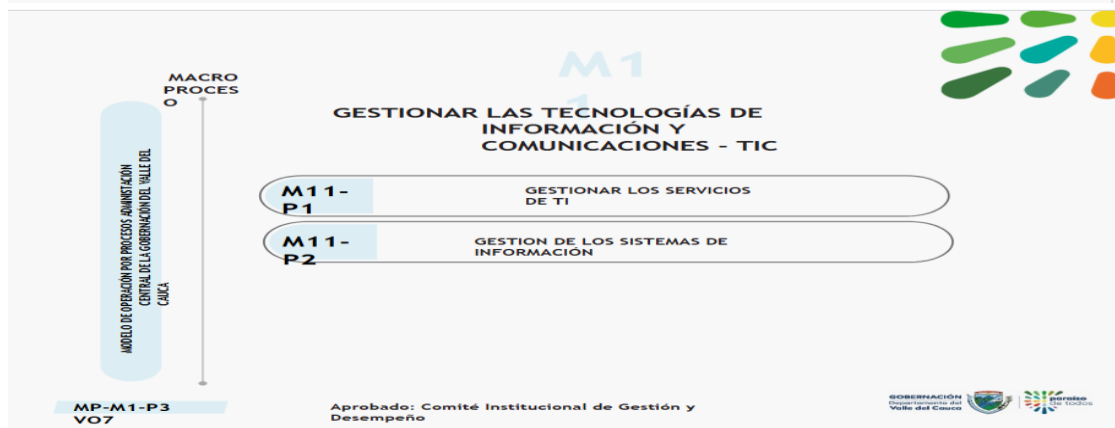 M1
1
MACRO
PROCES
O
GESTIONAR LAS TECNOLOGÍAS DE
INFORMACIÓN Y
COMUNICACIONES - TIC
MODELO DE OPERACIÓN POR PROCESOS ADMINISTACIÓN
CENTRAL DE LA GOBERNACIÓN DEL VALLE DEL
CAUCA
M11-
P1
GESTIONAR LOS SERVICIOS
DE TI
M11-
P2
GESTION DE LOS SISTEMAS DE
INFORMACIÓN
MP-M1-P3
VO7
Aprobado: Comité Institucional de Gestión y
Desempeño
GOBERNACIÓN
Departamento del
Valle del Cauca
paraíso
de todos